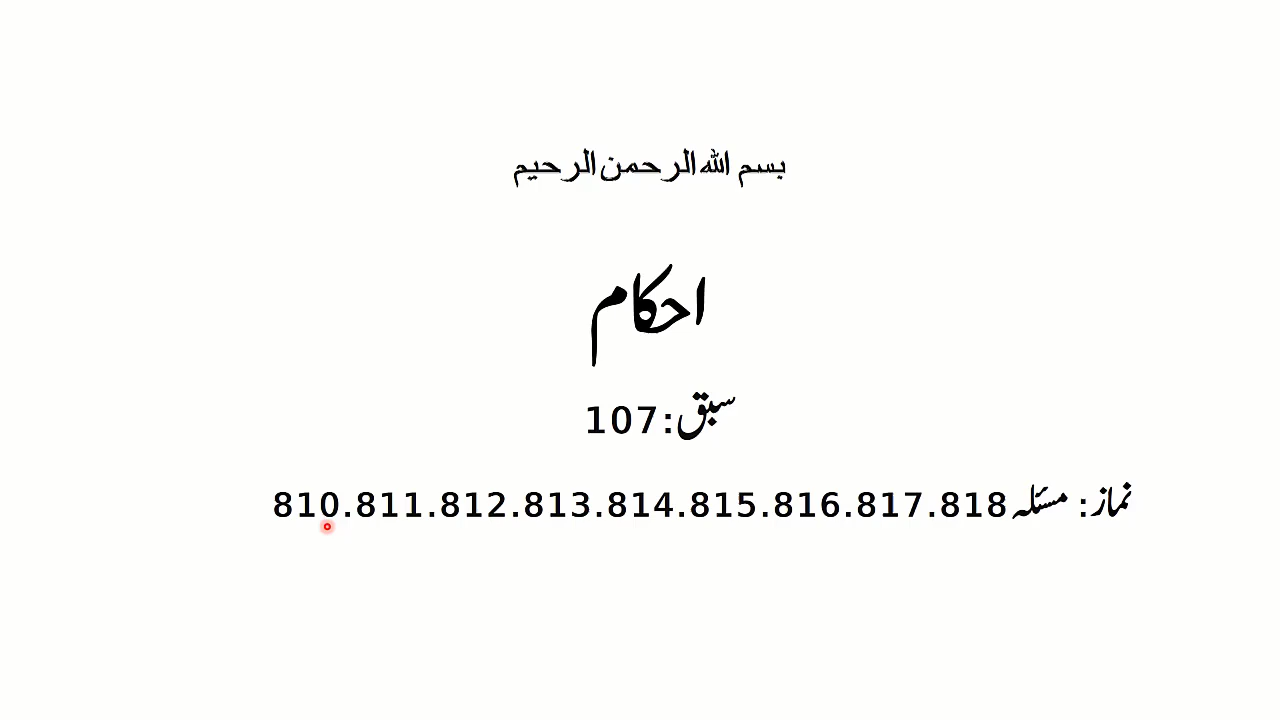 بسم اللہ الرحمن الرحیم
احکام
سبق:107
نماز: مسئلہ 810.811.812.813.814.815.816.817.818